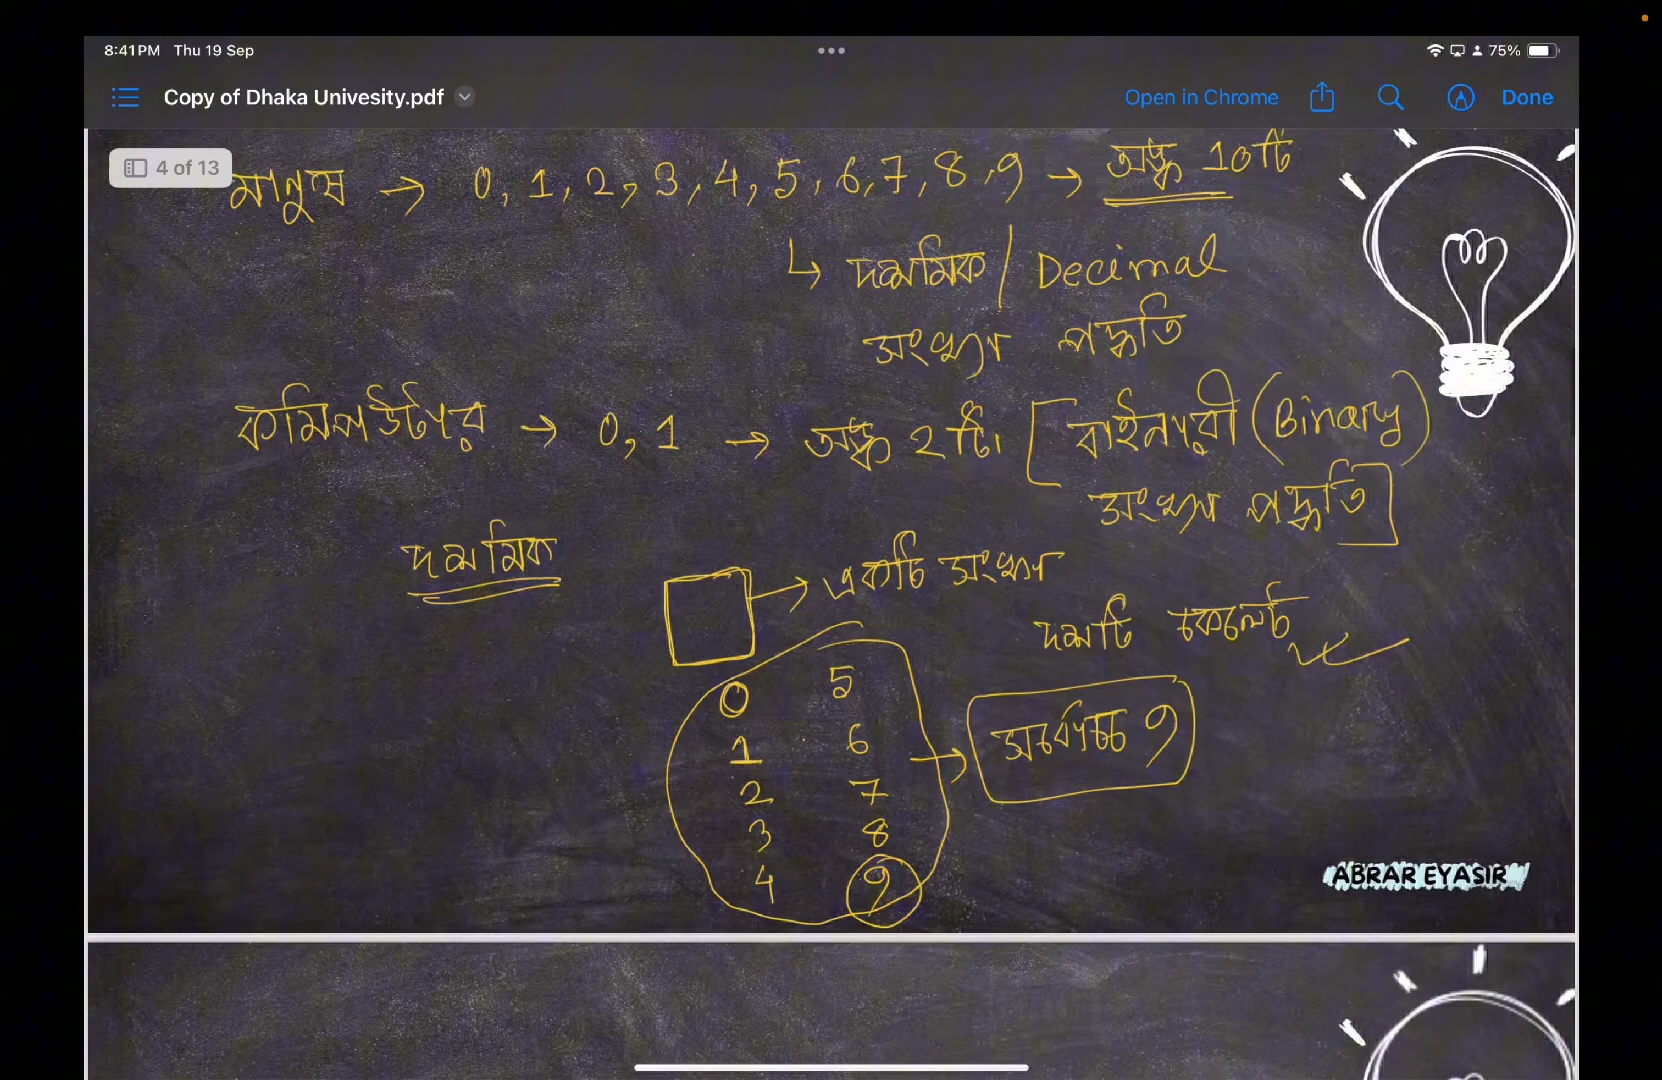 8:41PM Thu 19 Sep
75%
Copy of Dhaka Univesity.pdf
Open in Chrome
Done
4 of 13
মানুষ → 0, 1, 2, 3, 4, 5, 6, 7, 8, 9 → অঙ্ক 10টি
↳ দশমিক / Decimal
সংখ্যা পদ্ধতি
কম্পিউটার → 0, 1 → অঙ্ক 2টি। [বাইনারী (Binary)
সংখ্যা পদ্ধতি]
দশমিক
→ একটি সংখ্যা
দশটি
0 5
1 6
2 7
3 8
4 9
→ সর্বোচ্চ 9
ABRAR EYASIR